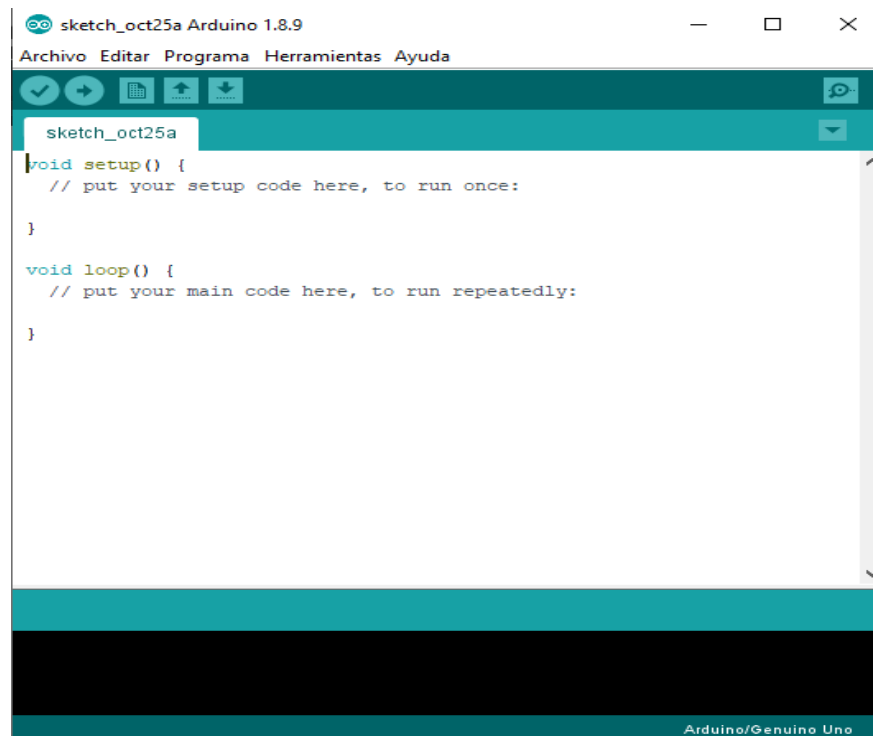 sketch_oct25a Arduino 1.8.9
Archivo Editar Programa Herramientas Ayuda
sketch_oct25a
void setup() {
  // put your setup code here, to run once:
}
void loop() {
  // put your main code here, to run repeatedly:
}
Arduino/Genuino Uno